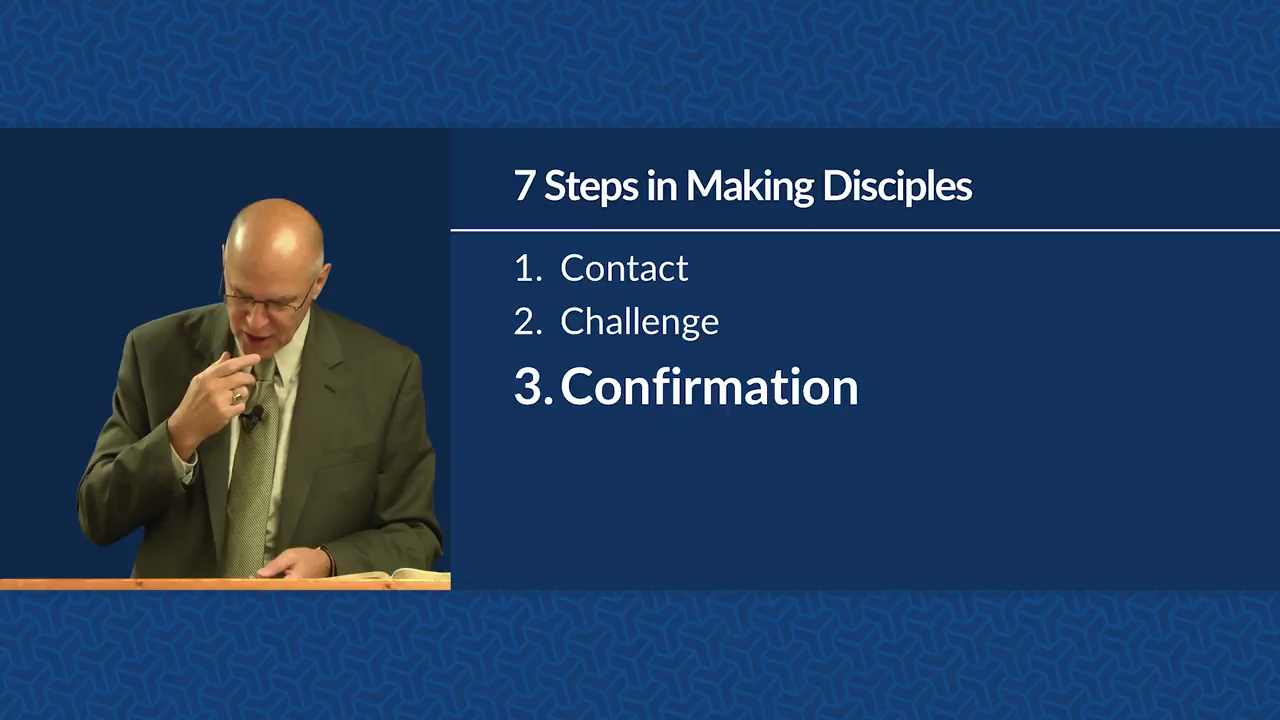 7 Steps in Making Disciples
1. Contact
2. Challenge
3. Confirmation